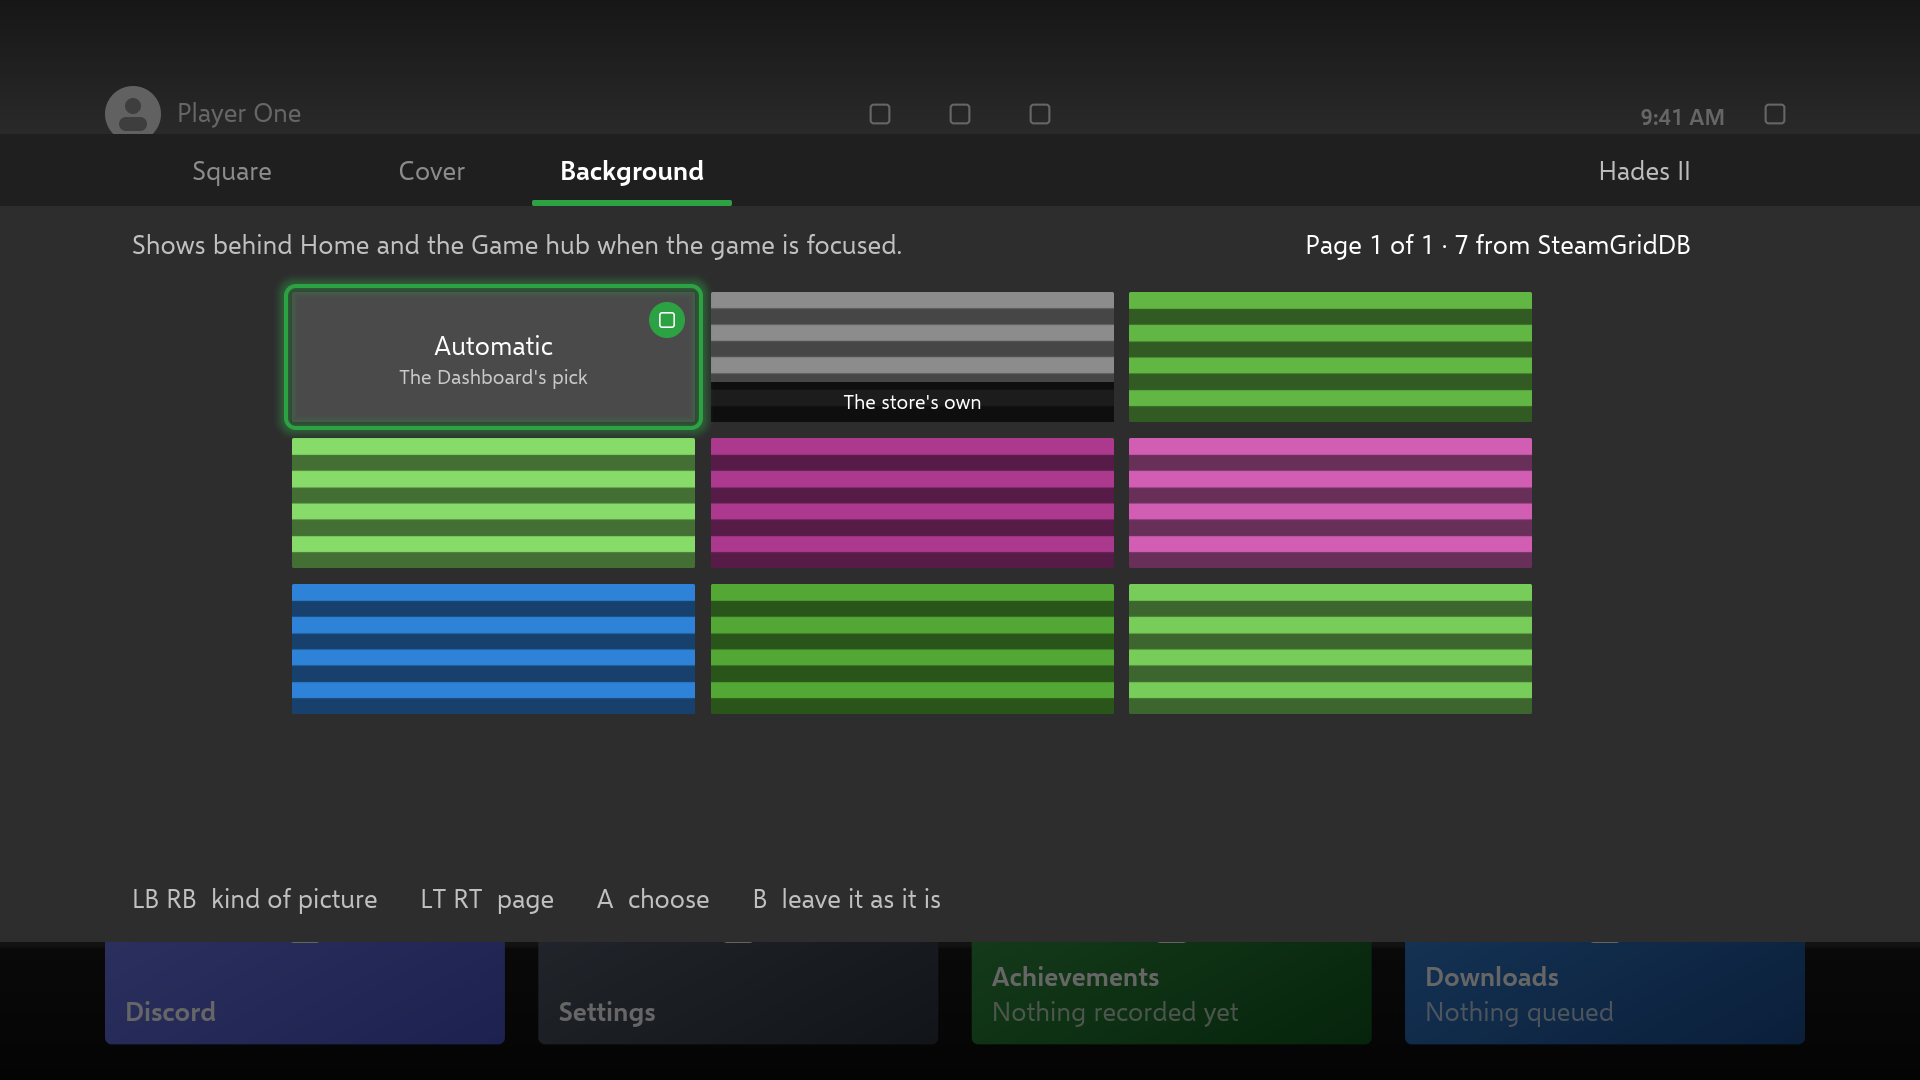 Player One
9:41 AM
Square
Cover
Background
Hades II
Shows behind Home and the Game hub when the game is focused.
Page 1 of 1 · 7 from SteamGridDB
Automatic
The Dashboard's pick
The store's own
LB RB kind of picture
LT RT page
A choose
B leave it as it is
Discord
Settings
Achievements
Nothing recorded yet
Downloads
Nothing queued